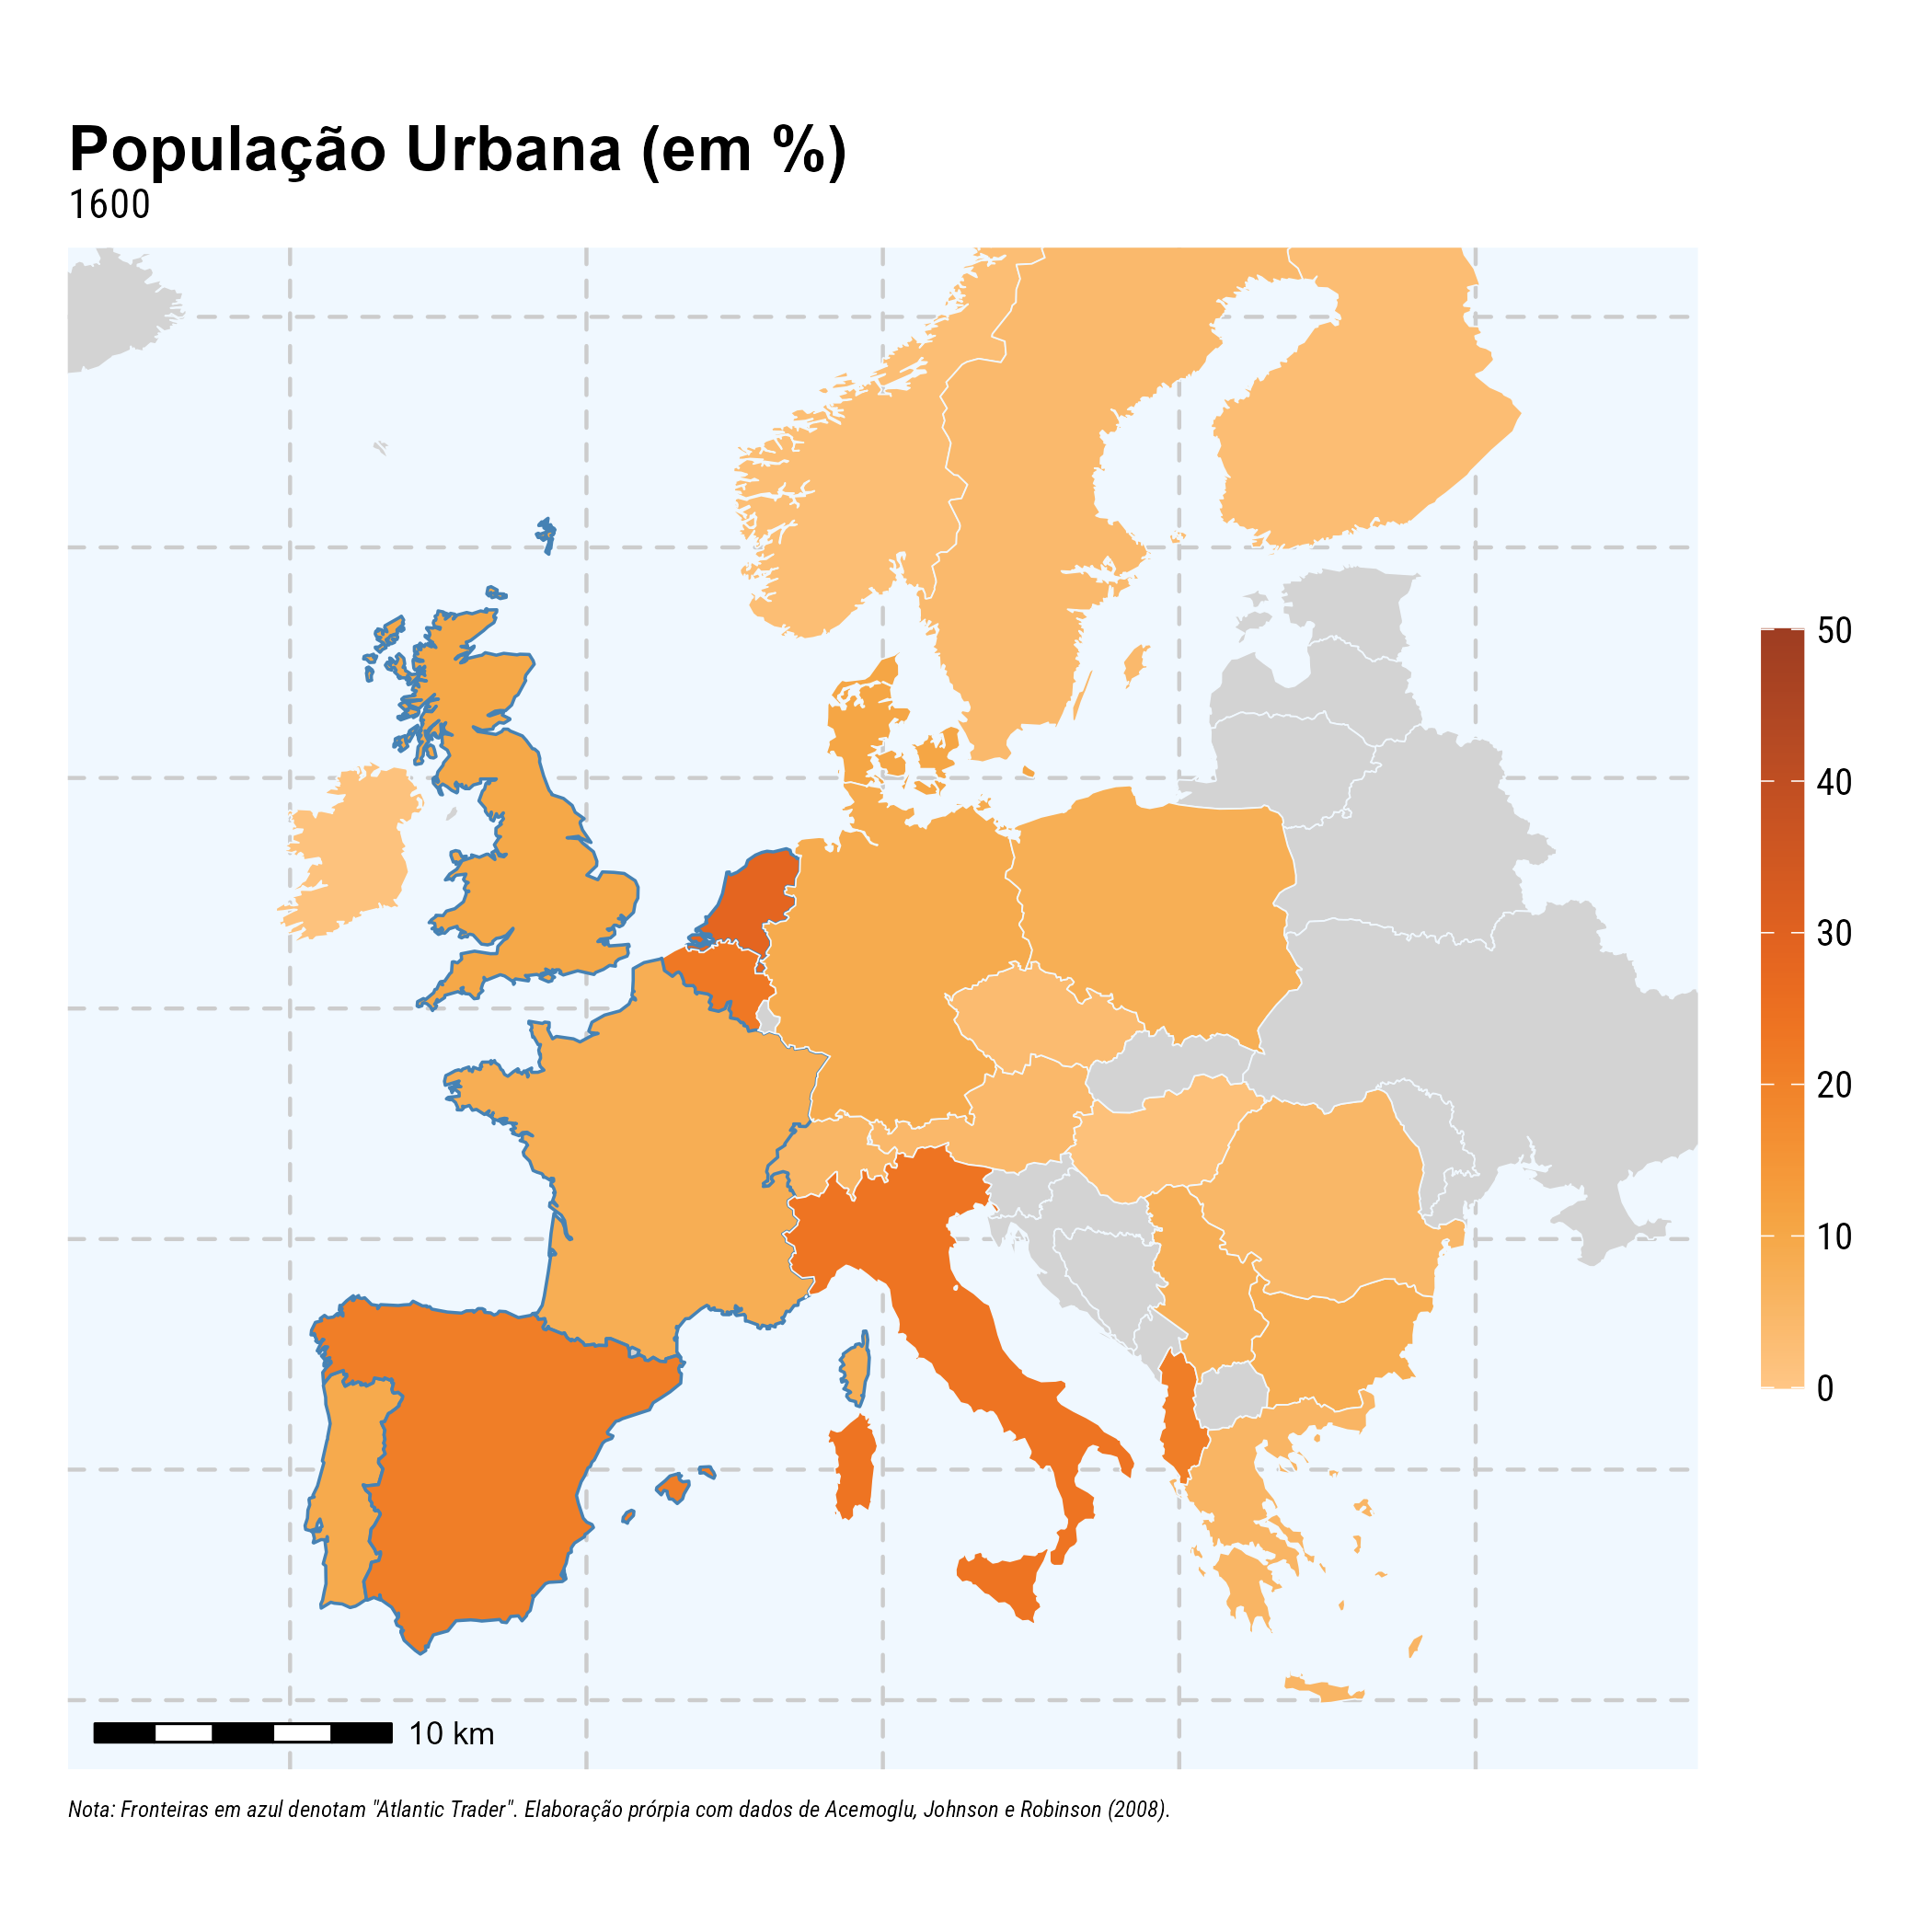 População Urbana (em %)
1600
50
40
30
20
10
0
10 km
Nota: Fronteiras em azul denotam "Atlantic Trader". Elaboração prórpia com dados de Acemoglu, Johnson e Robinson (2008).